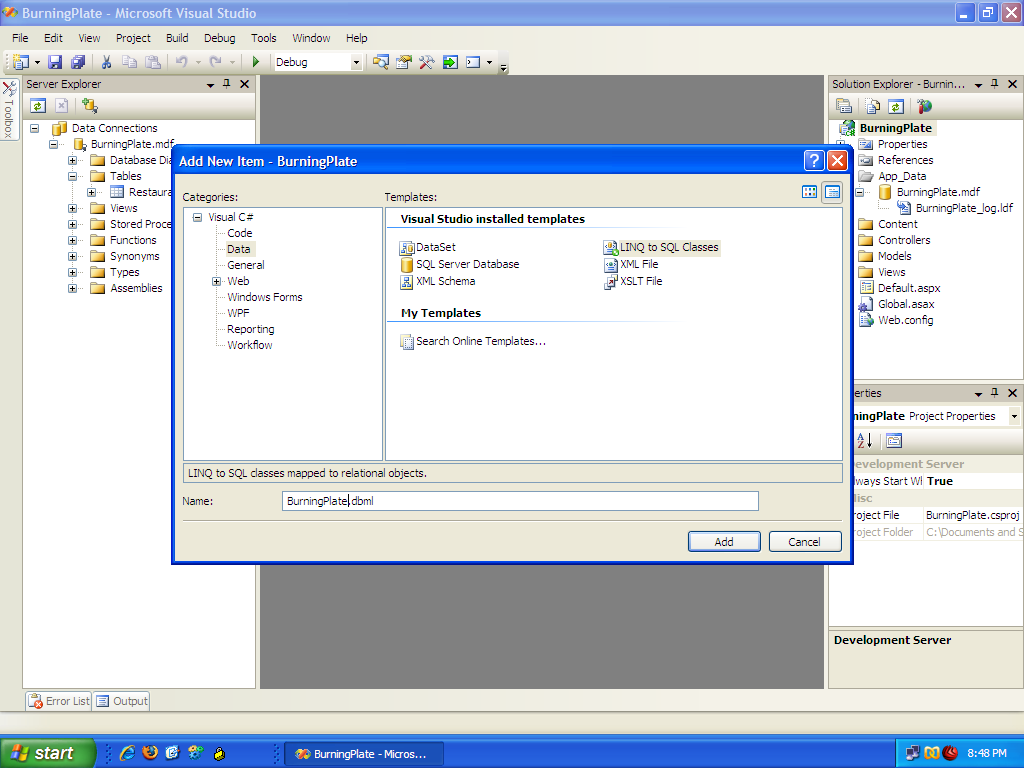 BurningPlate - Microsoft Visual Studio
File Edit View Project Build Debug Tools Window Help
Debug
Toolbox
Server Explorer
Data Connections
BurningPlate.mdf
Database Dia
Tables
Restaura
Views
Stored Proce
Functions
Synonyms
Types
Assemblies
Add New Item - BurningPlate
Categories:
Visual C#
Code
Data
General
Web
Windows Forms
WPF
Reporting
Workflow
Templates:
Visual Studio installed templates
DataSet
SQL Server Database
XML Schema
LINQ to SQL Classes
XML File
XSLT File
My Templates
Search Online Templates...
LINQ to SQL classes mapped to relational objects.
Name: BurningPlate.dbml
Add Cancel
Solution Explorer - Burnin...
BurningPlate
Properties
References
App_Data
BurningPlate.mdf
BurningPlate_log.ldf
Content
Controllers
Models
Views
Default.aspx
Global.asax
Web.config
erties
ningPlate Project Properties
evelopment Server
ways Start Wi True
isc
roject File BurningPlate.csproj
roject Folder C:\Documents and S
Development Server
Error List Output
start BurningPlate - Micros... 8:48 PM